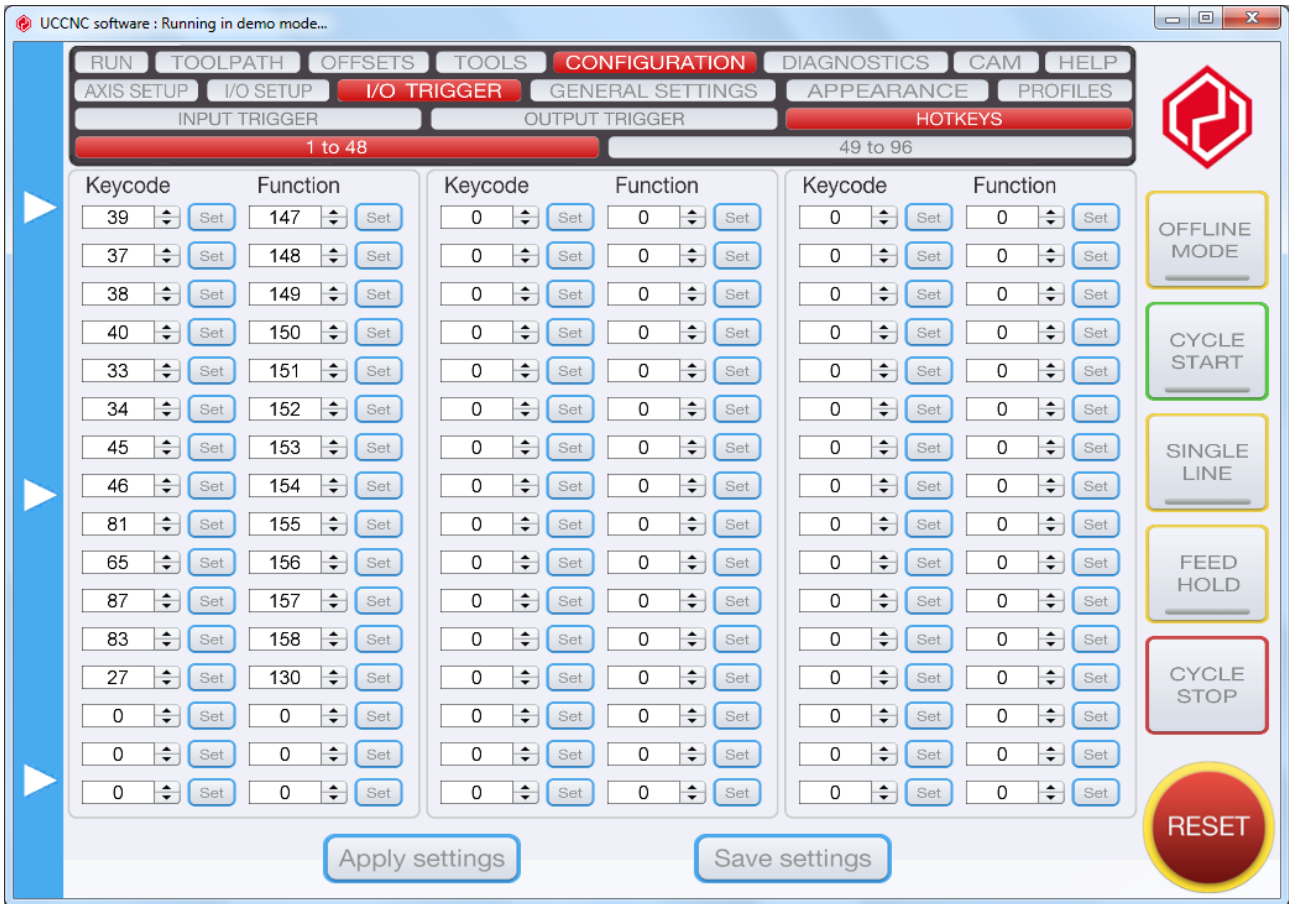 UCCNC software : Running in demo mode...
RUN TOOLPATH OFFSETS TOOLS CONFIGURATION DIAGNOSTICS CAM HELP
AXIS SETUP I/O SETUP I/O TRIGGER GENERAL SETTINGS APPEARANCE PROFILES
INPUT TRIGGER OUTPUT TRIGGER HOTKEYS
1 to 48 49 to 96
Keycode Function Keycode Function Keycode Function
39 Set 147 Set 0 Set 0 Set 0 Set 0 Set
37 Set 148 Set 0 Set 0 Set 0 Set 0 Set
38 Set 149 Set 0 Set 0 Set 0 Set 0 Set
40 Set 150 Set 0 Set 0 Set 0 Set 0 Set
33 Set 151 Set 0 Set 0 Set 0 Set 0 Set
34 Set 152 Set 0 Set 0 Set 0 Set 0 Set
45 Set 153 Set 0 Set 0 Set 0 Set 0 Set
46 Set 154 Set 0 Set 0 Set 0 Set 0 Set
81 Set 155 Set 0 Set 0 Set 0 Set 0 Set
65 Set 156 Set 0 Set 0 Set 0 Set 0 Set
87 Set 157 Set 0 Set 0 Set 0 Set 0 Set
83 Set 158 Set 0 Set 0 Set 0 Set 0 Set
27 Set 130 Set 0 Set 0 Set 0 Set 0 Set
0 Set 0 Set 0 Set 0 Set 0 Set 0 Set
0 Set 0 Set 0 Set 0 Set 0 Set 0 Set
0 Set 0 Set 0 Set 0 Set 0 Set 0 Set
Apply settings Save settings
OFFLINE
MODE
CYCLE
START
SINGLE
LINE
FEED
HOLD
CYCLE
STOP
RESET